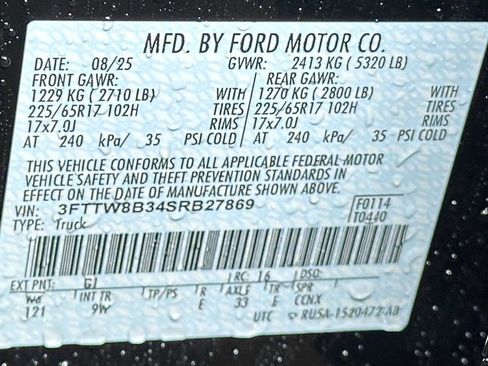 MFD. BY FORD MOTOR CO.
DATE: 08/25 GVWR: 2413 KG ( 5320 LB)
FRONT GAWR: REAR GAWR:
1229 KG ( 2710 LB) WITH 1270 KG ( 2800 LB) WITH
225/65R17 102H TIRES 225/65R17 102H TIRES
17x7.0J RIMS 17x7.0J RIMS
AT 240 kPa/ 35 PSI COLD AT 240 kPa/ 35 PSI COLD
THIS VEHICLE CONFORMS TO ALL APPLICABLE FEDERAL MOTOR
VEHICLE SAFETY AND THEFT PREVENTION STANDARDS IN
EFFECT ON THE DATE OF MANUFACTURE SHOWN ABOVE.
VIN: 3FTTW8B34SRB27869 F0114
TYPE: Truck T0440
EXT PNT: G1 RC: 16 DSO:
WB INT TR TP/PS R AXLE TR SPR
121 9W E 33 E CCNX
UTC RUSA-1520472-AB